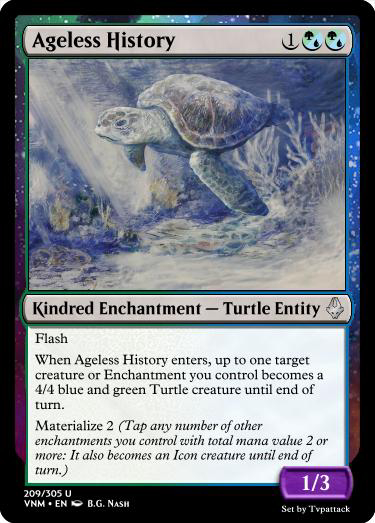 Ageless History 1
Kindred Enchantment — Turtle Entity
Flash
When Ageless History enters, up to one target
creature or Enchantment you control becomes a
4/4 blue and green Turtle creature until end of
turn.
Materialize 2 (Tap any number of other
enchantments you control with total mana value 2 or
more: It also becomes an Icon creature until end of
turn.)
1/3
209/305 U
VNM • EN B.G. Nash
Set by Tvpattack